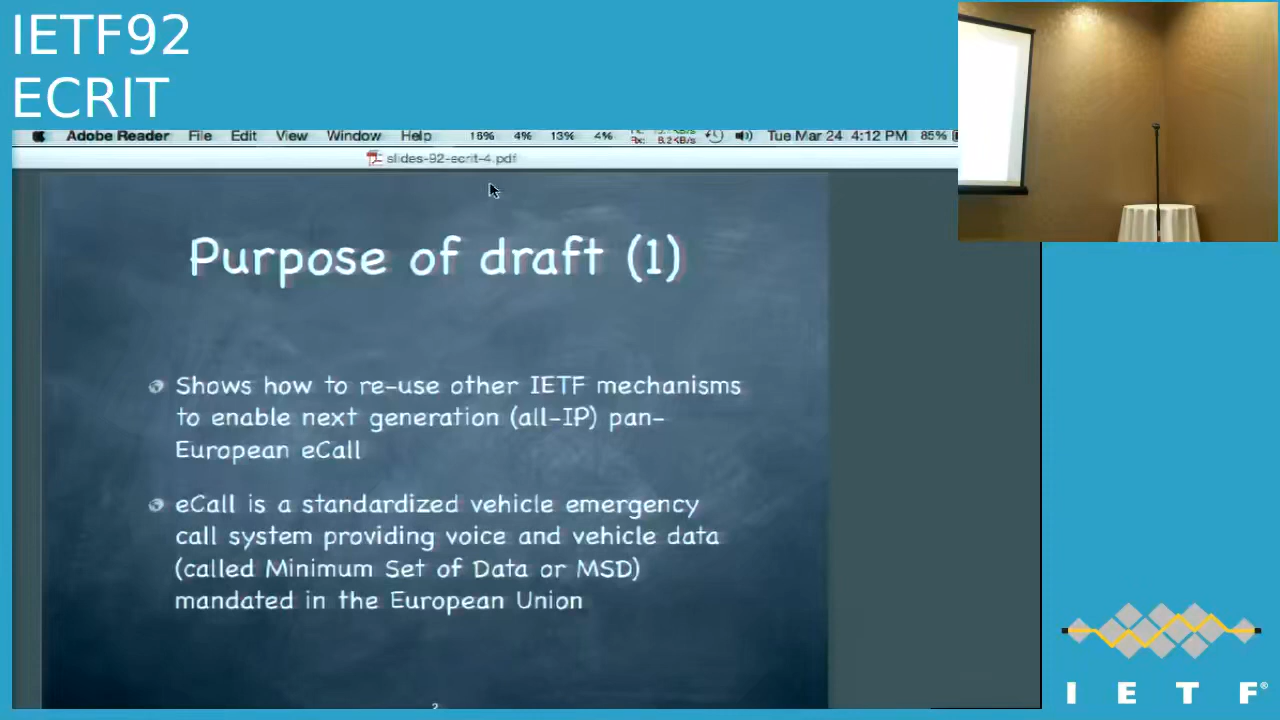 IETF92
ECRIT
Adobe Reader File Edit View Window Help 16% 4% 13% 4% 8.2KB/s Tue Mar 24 4:12 PM 85%
slides-92-ecrit-4.pdf
Purpose of draft (1)
Shows how to re-use other IETF mechanisms
to enable next generation (all-IP) pan-
European eCall
eCall is a standardized vehicle emergency
call system providing voice and vehicle data
(called Minimum Set of Data or MSD)
mandated in the European Union
2
I E T F®